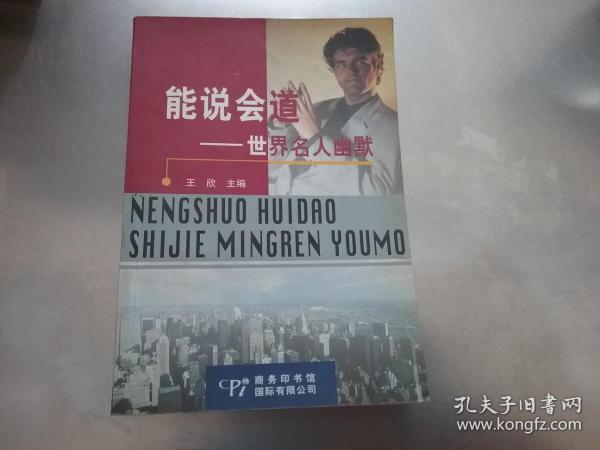 能说会道
——世界名人幽默
王 欣 主编
NENGSHUO HUIDAO
SHIJIE MINGREN YOUMO
CPi
商务印书馆
国际有限公司
孔夫子旧书网
www.kongfz.com